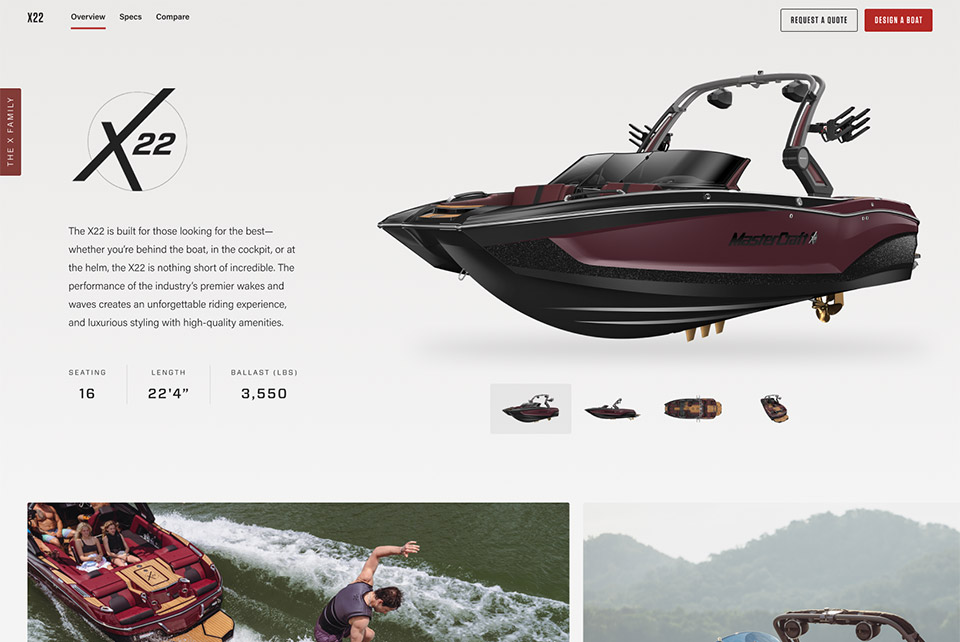 X22
Overview Specs Compare
REQUEST A QUOTE
DESIGN A BOAT
THE X FAMILY
X22
MasterCraft
The X22 is built for those looking for the best—
whether you're behind the boat, in the cockpit, or at
the helm, the X22 is nothing short of incredible. The
performance of the industry's premier wakes and
waves creates an unforgettable riding experience,
and luxurious styling with high-quality amenities.
SEATING LENGTH BALLAST (LBS)
16 22'4” 3,550